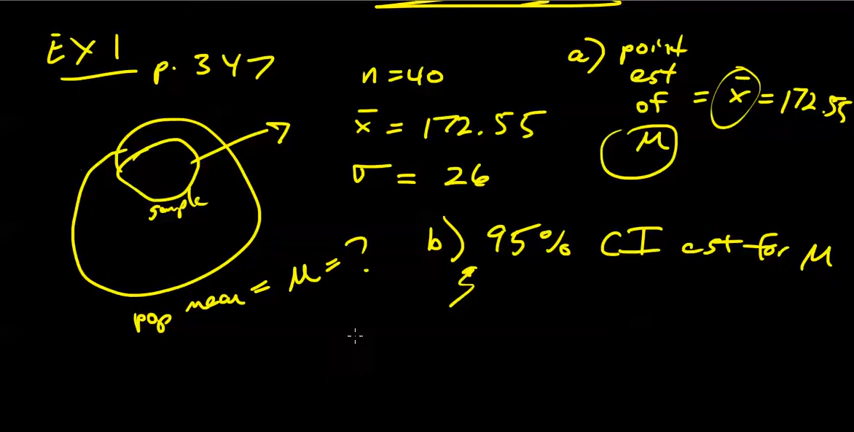 EX 1
p. 347
n = 40
x̄ = 172.55
σ = 26
sample
pop mean = μ = ?
a) point
est
of = x̄ = 172.55
μ
b) 95% CI est for μ